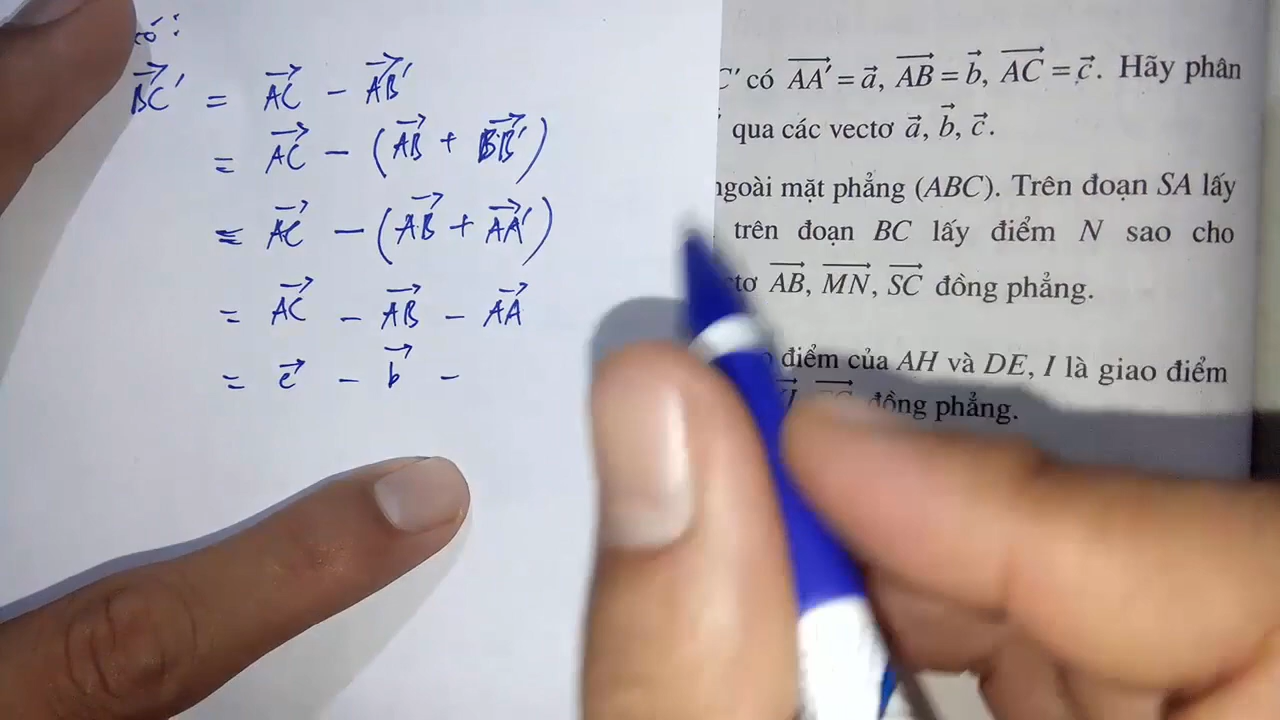 có:
BC⃗' = AC⃗ - AB⃗'
= AC⃗ - (AB⃗ + BB⃗')
= AC⃗ - (AB⃗ + AA⃗')
= AC⃗ - AB⃗ - AA⃗
= c⃗ - b⃗ -
C' có AA'⃗ = a⃗, AB⃗ = b⃗, AC⃗ = c⃗. Hãy phân
qua các vectơ a⃗, b⃗, c⃗.
ngoài mặt phẳng (ABC). Trên đoạn SA lấy
trên đoạn BC lấy điểm N sao cho
tơ AB⃗, MN⃗, SC⃗ đồng phẳng.
điểm của AH và DE, I là giao điểm
đồng phẳng.